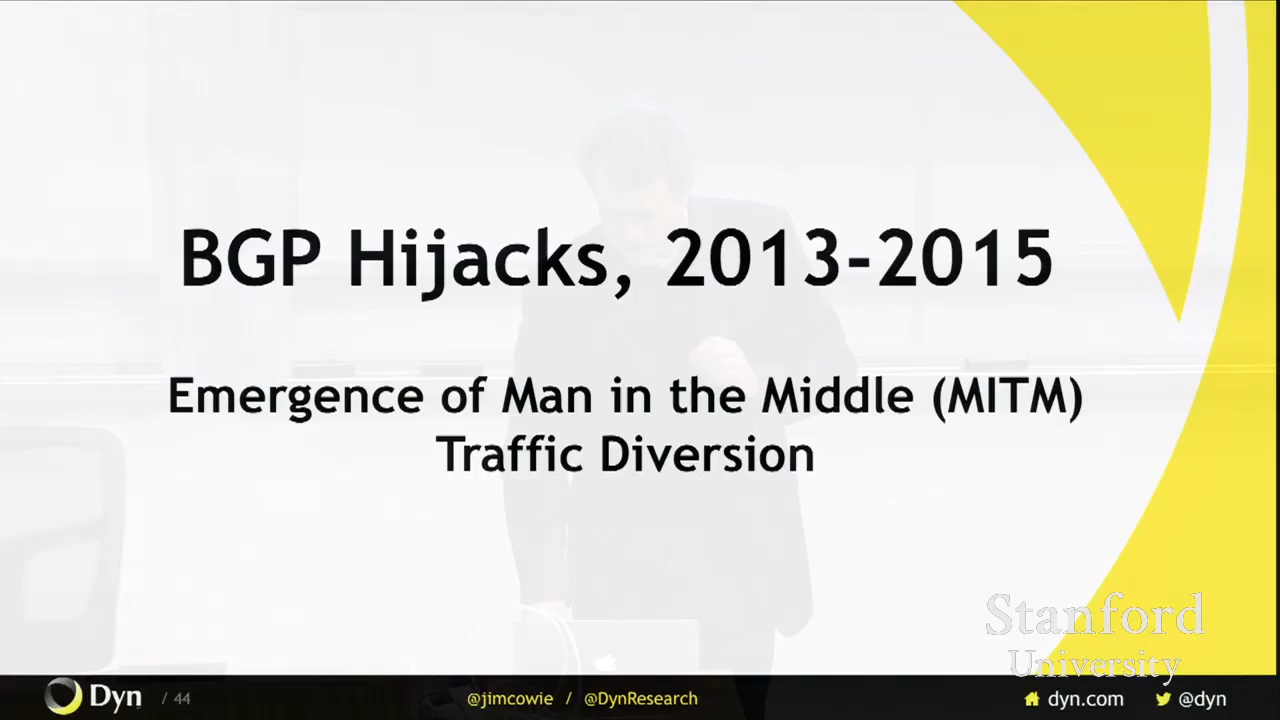 BGP Hijacks, 2013-2015
Emergence of Man in the Middle (MITM)
Traffic Diversion
Stanford
University
Dyn / 44 @jimcowie / @DynResearch dyn.com @dyn